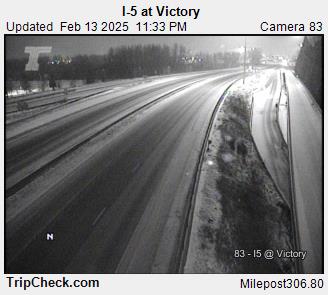 I-5 at Victory
Updated Feb 13 2025 11:33 PM Camera 83
T
N
83 - I5 @ Victory
TripCheck.com Milepost306.80